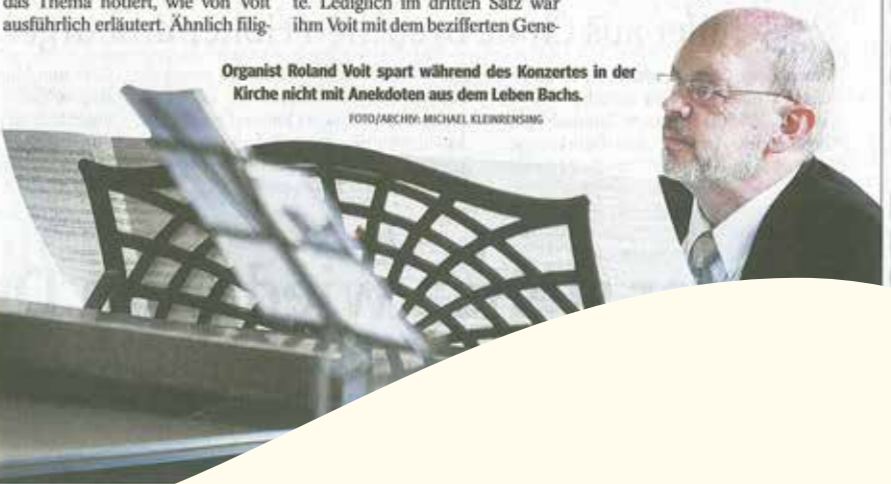 das Thema notiert, wie von Voit
ausführlich erläutert. Ähnlich filig-
te. Lediglich im dritten Satz war
ihm Voit mit dem bezifferten Gene-
Organist Roland Voit spart während des Konzertes in der
Kirche nicht mit Anekdoten aus dem Leben Bachs.
FOTO/ARCHIV: MICHAEL KLEINRENSING